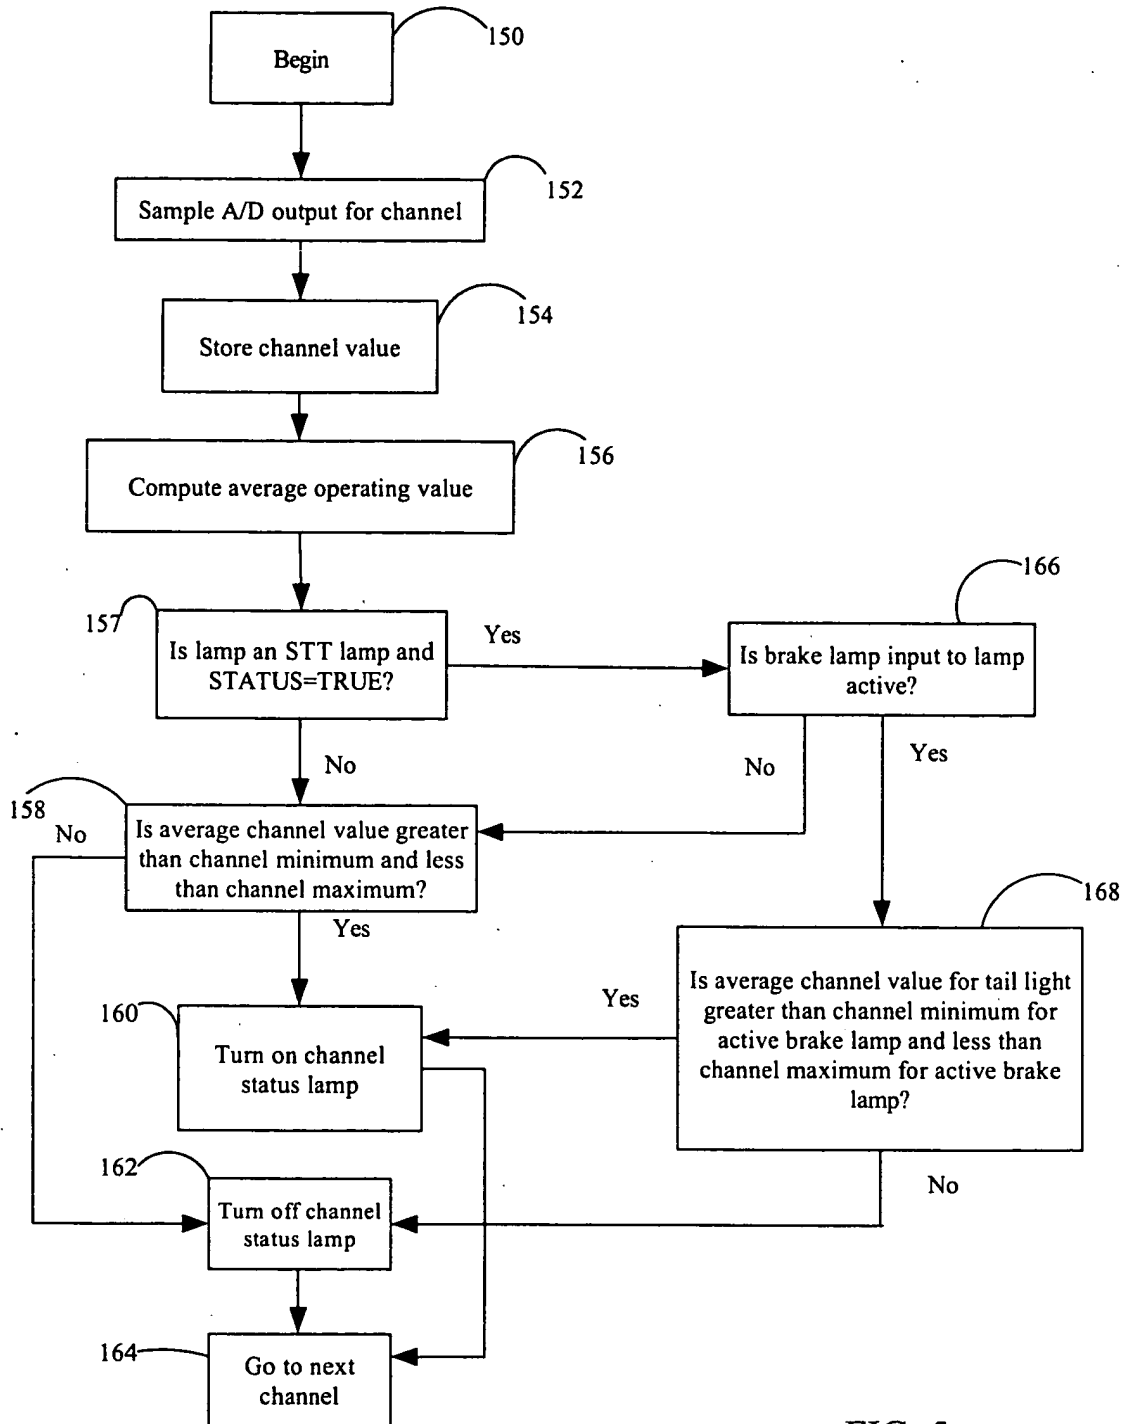 150
Begin
152
Sample A/D output for channel
154
Store channel value
156
Compute average operating value
166
157
Is lamp an STT lamp and
STATUS=TRUE?
Yes
Is brake lamp input to lamp
active?
No
No
Yes
158
No
Is average channel value greater
than channel minimum and less
than channel maximum?
Yes
168
160
Turn on channel
status lamp
Yes
Is average channel value for tail light
greater than channel minimum for
active brake lamp and less than
channel maximum for active brake
lamp?
162
Turn off channel
status lamp
No
164
Go to next
channel